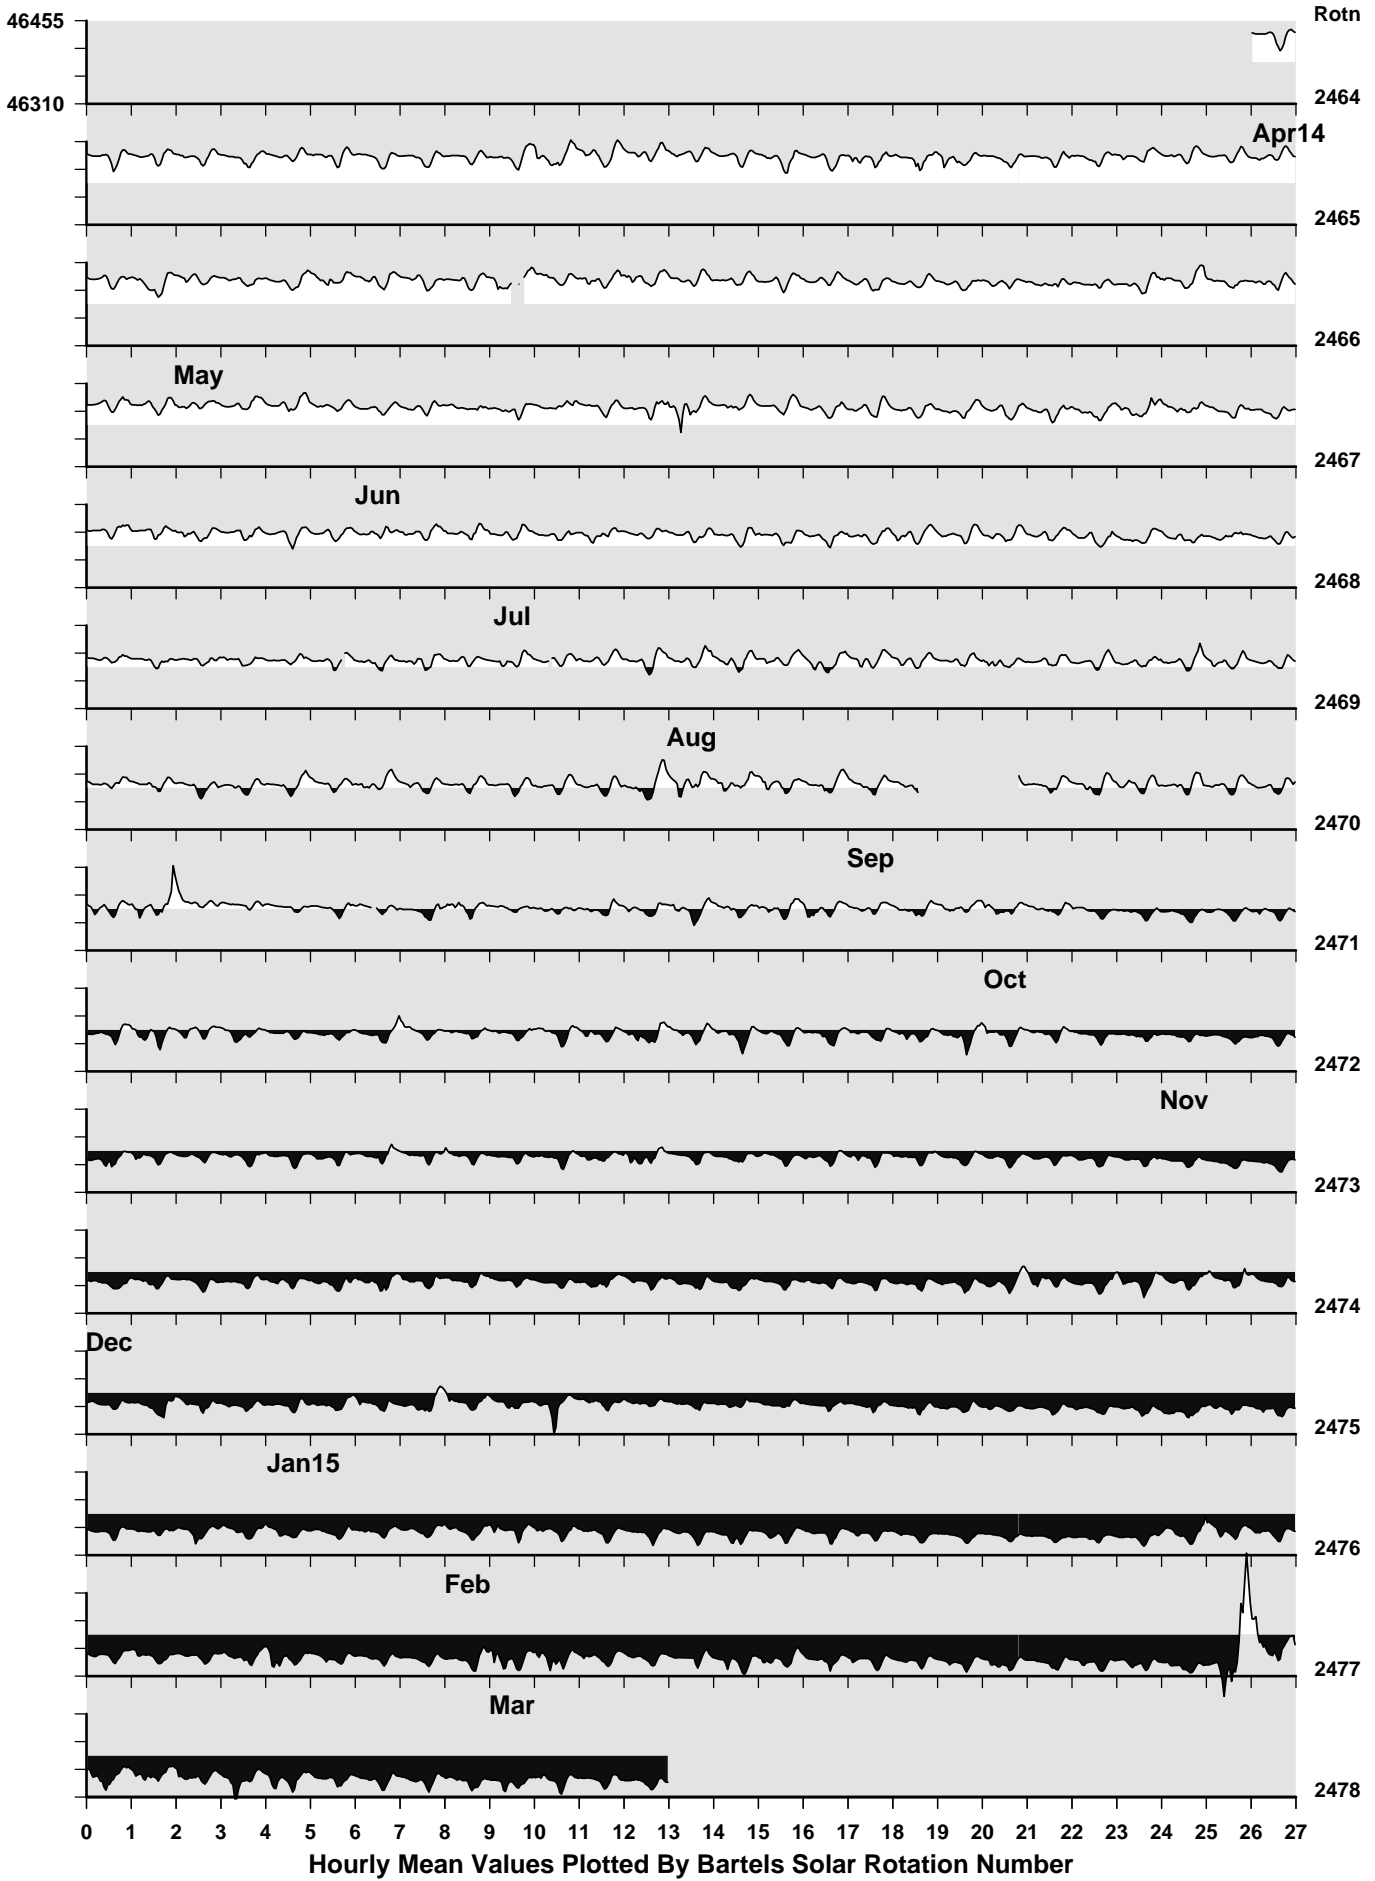 46455
Rotn
46310
2464
Apr14
2465
2466
May
2467
Jun
2468
Jul
2469
Aug
2470
Sep
2471
Oct
2472
Nov
2473
2474
Dec
2475
Jan15
2476
Feb
2477
Mar
2478
0 1 2 3 4 5 6 7 8 9 10 11 12 13 14 15 16 17 18 19 20 21 22 23 24 25 26 27
Hourly Mean Values Plotted By Bartels Solar Rotation Number